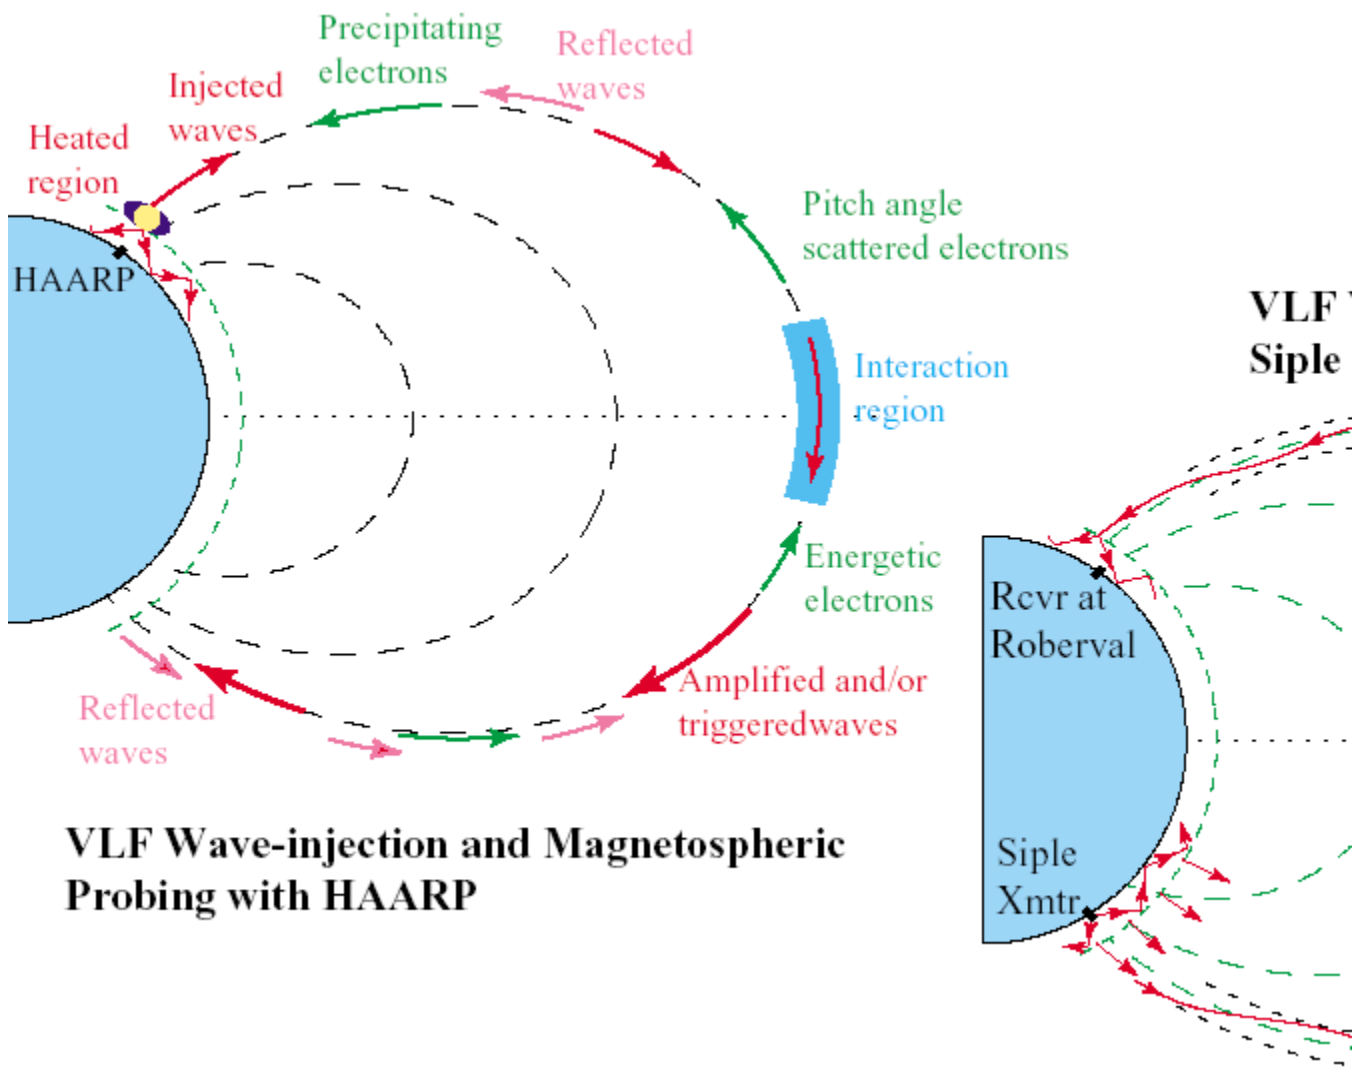 Precipitating
electrons
Reflected
waves
Injected
waves
Heated
region
HAARP
Pitch angle
scattered electrons
Interaction
region
Energetic
electrons
Amplified and/or
triggeredwaves
Reflected
waves
VLF Wave-injection and Magnetospheric
Probing with HAARP
VLF
Siple
Rcvr at
Roberval
Siple
Xmtr